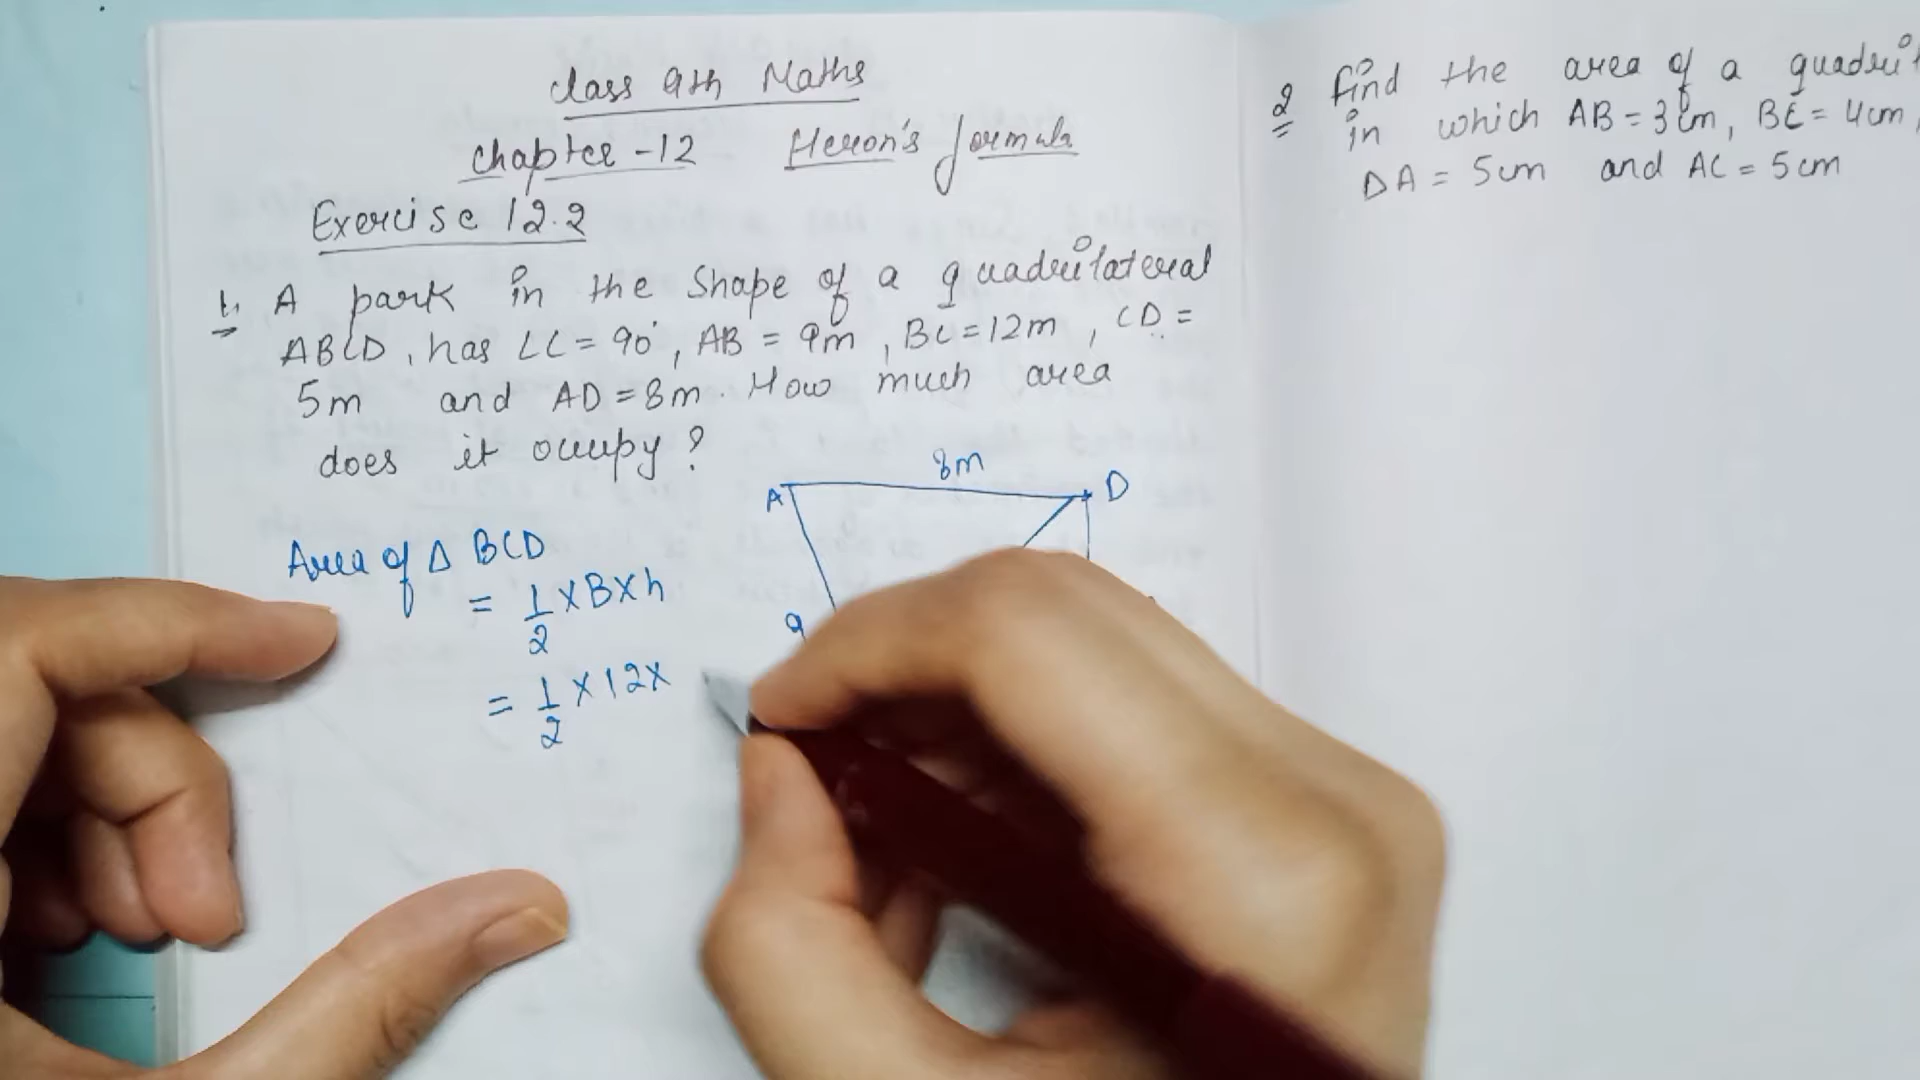 Class 9th Maths
Chapter - 12 Heron's formula
Exercise 12.2
1. A park in the Shape of a quadrilateral
ABCD, has ∠C = 90°, AB = 9m, BC = 12m, CD =
5m and AD = 8m. How much area
does it occupy?
8m
A D
9
Area of Δ BCD
= 1/2 × B × h
= 1/2 × 12 ×
2 find the area of a
in which AB = 3cm, BC = 4cm,
DA = 5cm and AC = 5cm